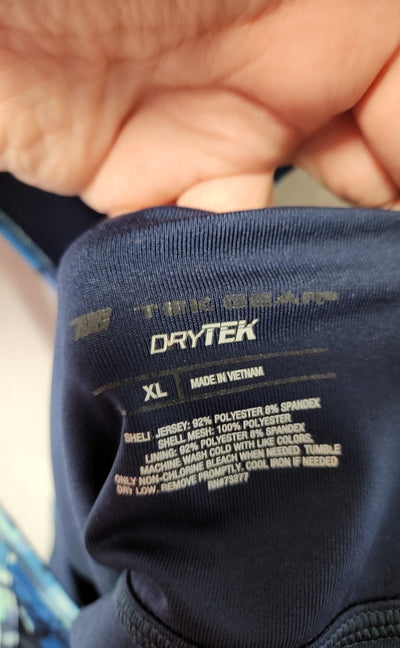 TEK GEAR
DRYTEK
XL MADE IN VIETNAM
SHELL JERSEY: 92% POLYESTER 8% SPANDEX
SHELL MESH: 100% POLYESTER
LINING: 92% POLYESTER 8% SPANDEX
MACHINE WASH COLD WITH LIKE COLORS.
ONLY NON-CHLORINE BLEACH WHEN NEEDED TUMBLE
DRY LOW. REMOVE PROMPTLY. COOL IRON IF NEEDED
RN#73277